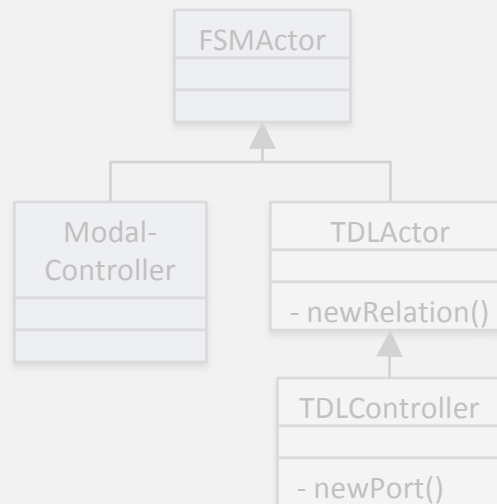 FSMActor
Modal-
Controller
TDLActor
- newRelation()
TDLController
- newPort()